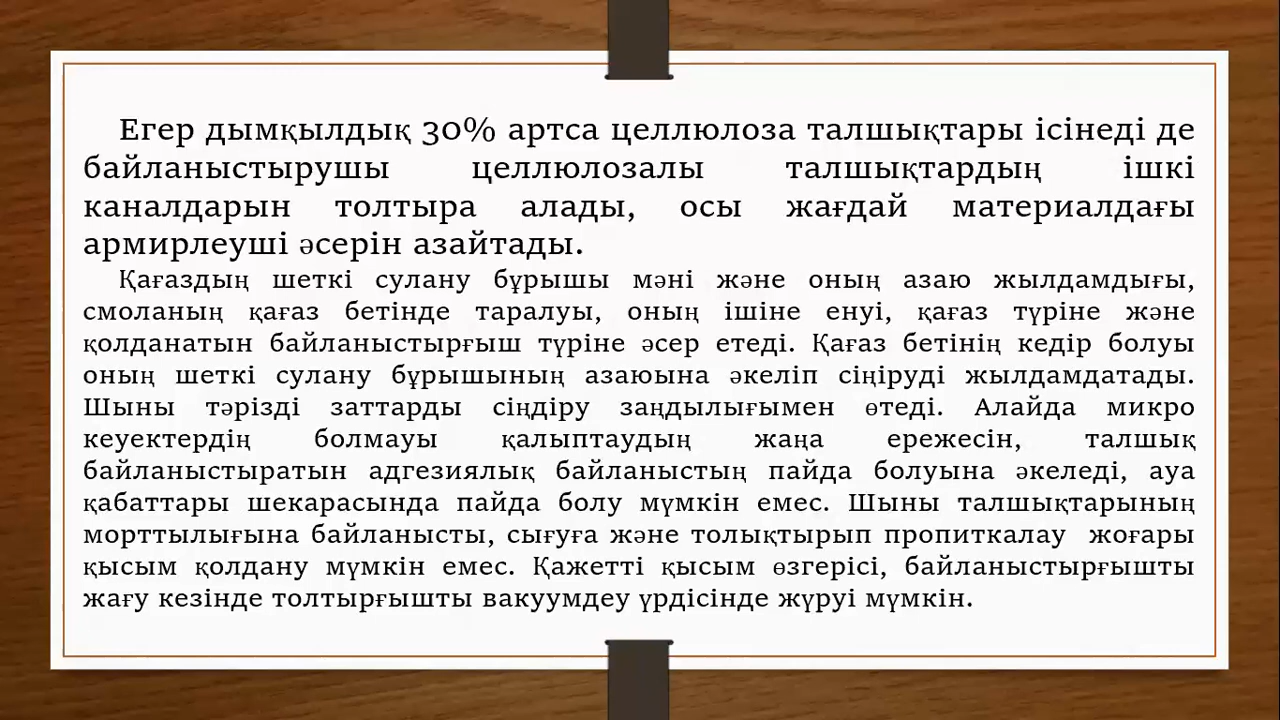 Егер дымқылдық 30% артса целлюлоза талшықтары ісінеді де
байланыстырушы целлюлозалы талшықтардың ішкі
каналдарын толтыра алады, осы жағдай материалдағы
армирлеуші әсерін азайтады.
Қағаздың шеткі сулану бұрышы мәні және оның азаю жылдамдығы,
смоланың қағаз бетінде таралуы, оның ішіне енуі, қағаз түріне және
қолданатын байланыстырғыш түріне әсер етеді. Қағаз бетінің кедір болуы
оның шеткі сулану бұрышының азаюына әкеліп сіңіруді жылдамдатады.
Шыны тәрізді заттарды сіңдіру заңдылығымен өтеді. Алайда микро
кеуектердің болмауы қалыптаудың жаңа ережесін, талшық
байланыстыратын адгезиялық байланыстың пайда болуына әкеледі, ауа
қабаттары шекарасында пайда болу мүмкін емес. Шыны талшықтарының
морттылығына байланысты, сығуға және толықтырып пропиткалау жоғары
қысым қолдану мүмкін емес. Қажетті қысым өзгерісі, байланыстырғышты
жағу кезінде толтырғышты вакуумдеу үрдісінде жүруі мүмкін.